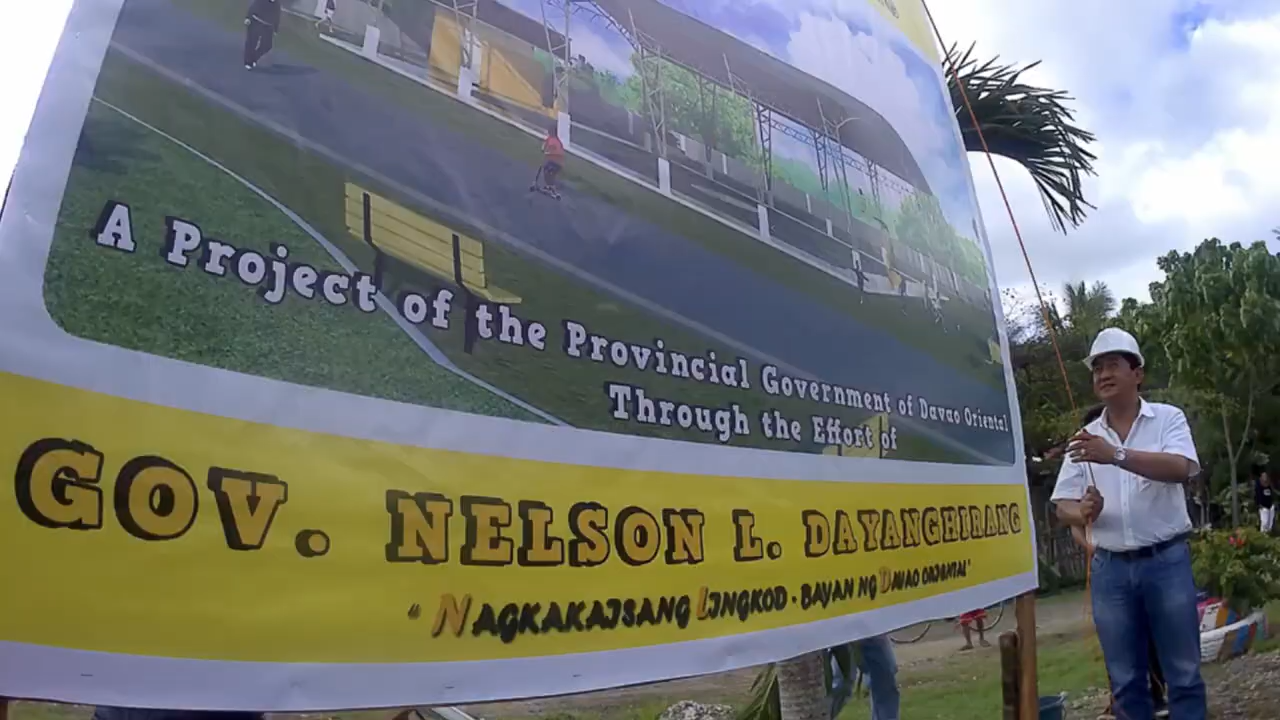 A Project of the Provincial Government of Davao Oriental
Through the Effort of
GOV. NELSON L. DAYANGHIRANG
"NAGKAKAISANG LINGKOD - BAYAN NG DAVAO ORIENTAL"